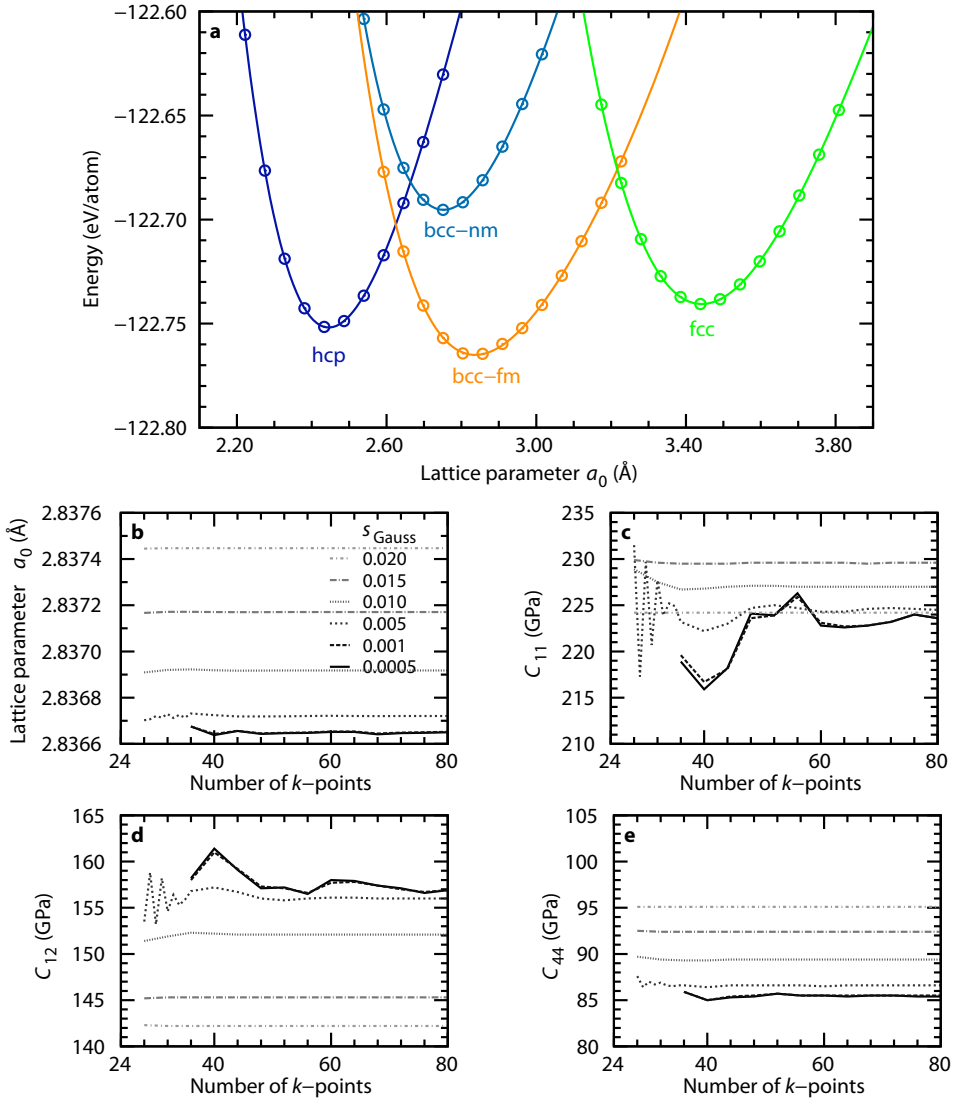 a
−122.60
−122.65
−122.70
−122.75
−122.80
Energy (eV/atom)
hcp
bcc−nm
bcc−fm
fcc
2.20 2.60 3.00 3.40 3.80
Lattice parameter a0 (Å)
b
2.8376
2.8374
2.8372
2.8370
2.8368
2.8366
Lattice parameter a0 (Å)
sGauss
0.020
0.015
0.010
0.005
0.001
0.0005
24 40 60 80
Number of k−points
c
235
230
225
220
215
210
C11 (GPa)
24 40 60 80
Number of k−points
d
165
160
155
150
145
140
C12 (GPa)
24 40 60 80
Number of k−points
e
105
100
95
90
85
80
C44 (GPa)
24 40 60 80
Number of k−points